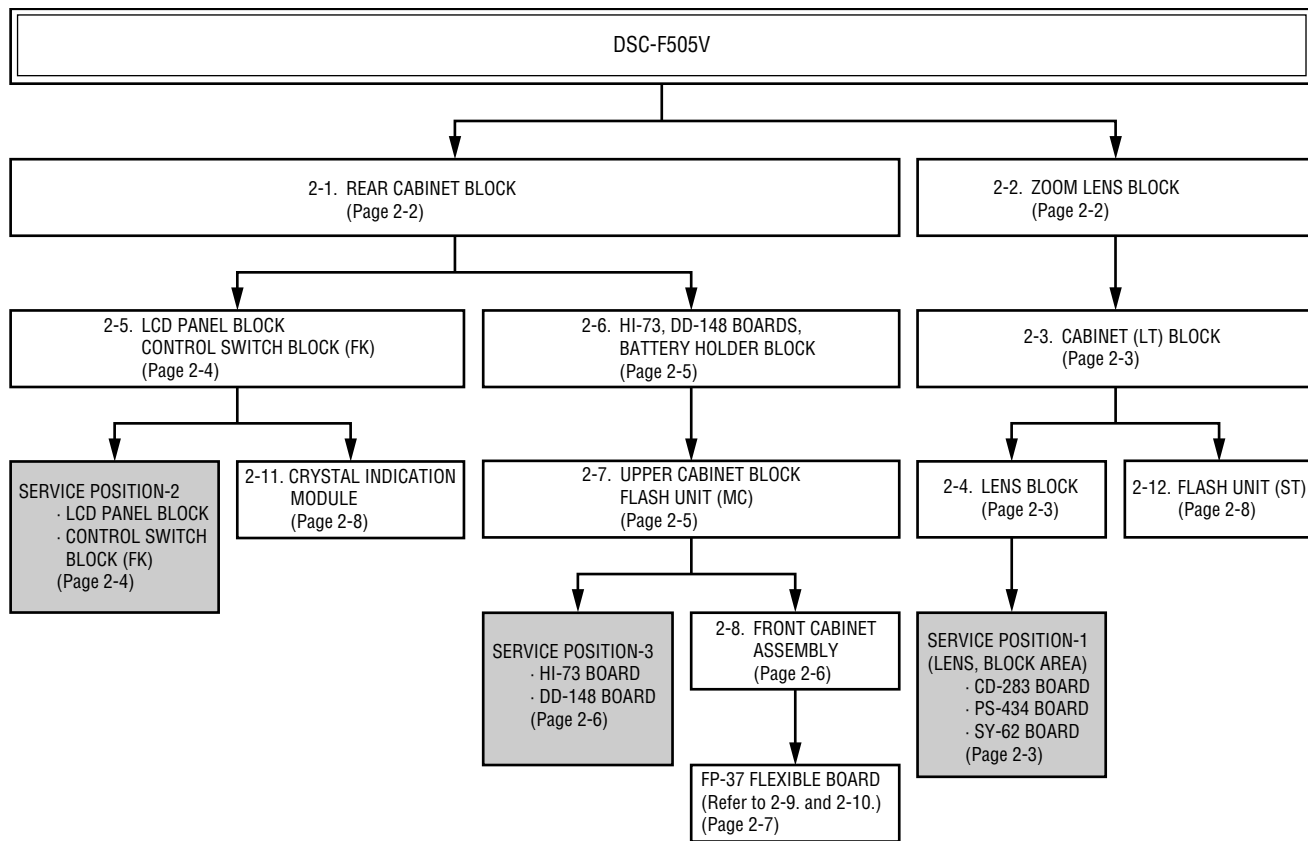 DSC-F505V
2-1. REAR CABINET BLOCK
(Page 2-2)
2-2. ZOOM LENS BLOCK
(Page 2-2)
2-5. LCD PANEL BLOCK
CONTROL SWITCH BLOCK (FK)
(Page 2-4)
2-6. HI-73, DD-148 BOARDS,
BATTERY HOLDER BLOCK
(Page 2-5)
2-3. CABINET (LT) BLOCK
(Page 2-3)
SERVICE POSITION-2
· LCD PANEL BLOCK
· CONTROL SWITCH
BLOCK (FK)
(Page 2-4)
2-11. CRYSTAL INDICATION
MODULE
(Page 2-8)
2-7. UPPER CABINET BLOCK
FLASH UNIT (MC)
(Page 2-5)
2-4. LENS BLOCK
(Page 2-3)
2-12. FLASH UNIT (ST)
(Page 2-8)
SERVICE POSITION-3
· HI-73 BOARD
· DD-148 BOARD
(Page 2-6)
2-8. FRONT CABINET
ASSEMBLY
(Page 2-6)
SERVICE POSITION-1
(LENS, BLOCK AREA)
· CD-283 BOARD
· PS-434 BOARD
· SY-62 BOARD
(Page 2-3)
FP-37 FLEXIBLE BOARD
(Refer to 2-9. and 2-10.)
(Page 2-7)